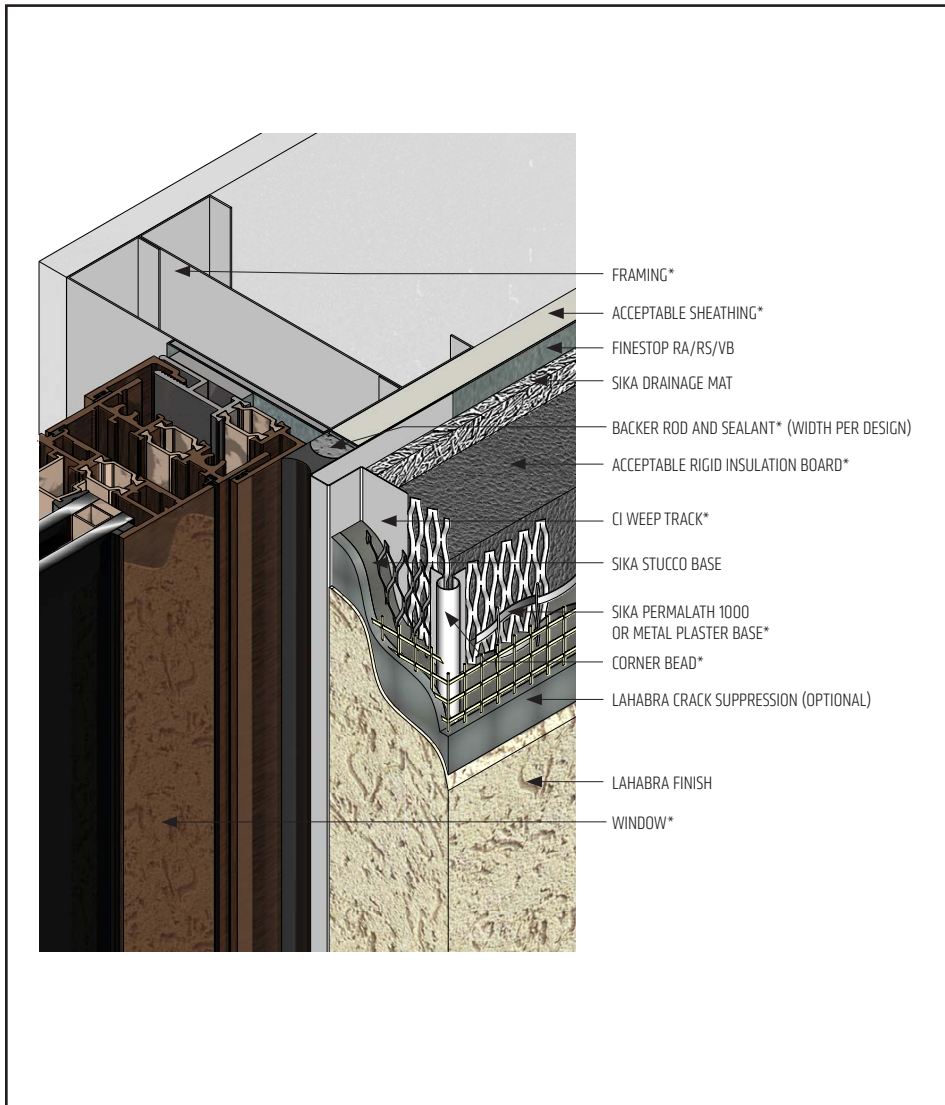 FRAMING*
ACCEPTABLE SHEATHING*
FINESTOP RA/RS/VB
SIKA DRAINAGE MAT
BACKER ROD AND SEALANT* (WIDTH PER DESIGN)
ACCEPTABLE RIGID INSULATION BOARD*
CI WEEP TRACK*
SIKA STUCCO BASE
SIKA PERMALATH 1000
OR METAL PLASTER BASE*
CORNER BEAD*
LAHABRA CRACK SUPPRESSION (OPTIONAL)
LAHABRA FINISH
WINDOW*